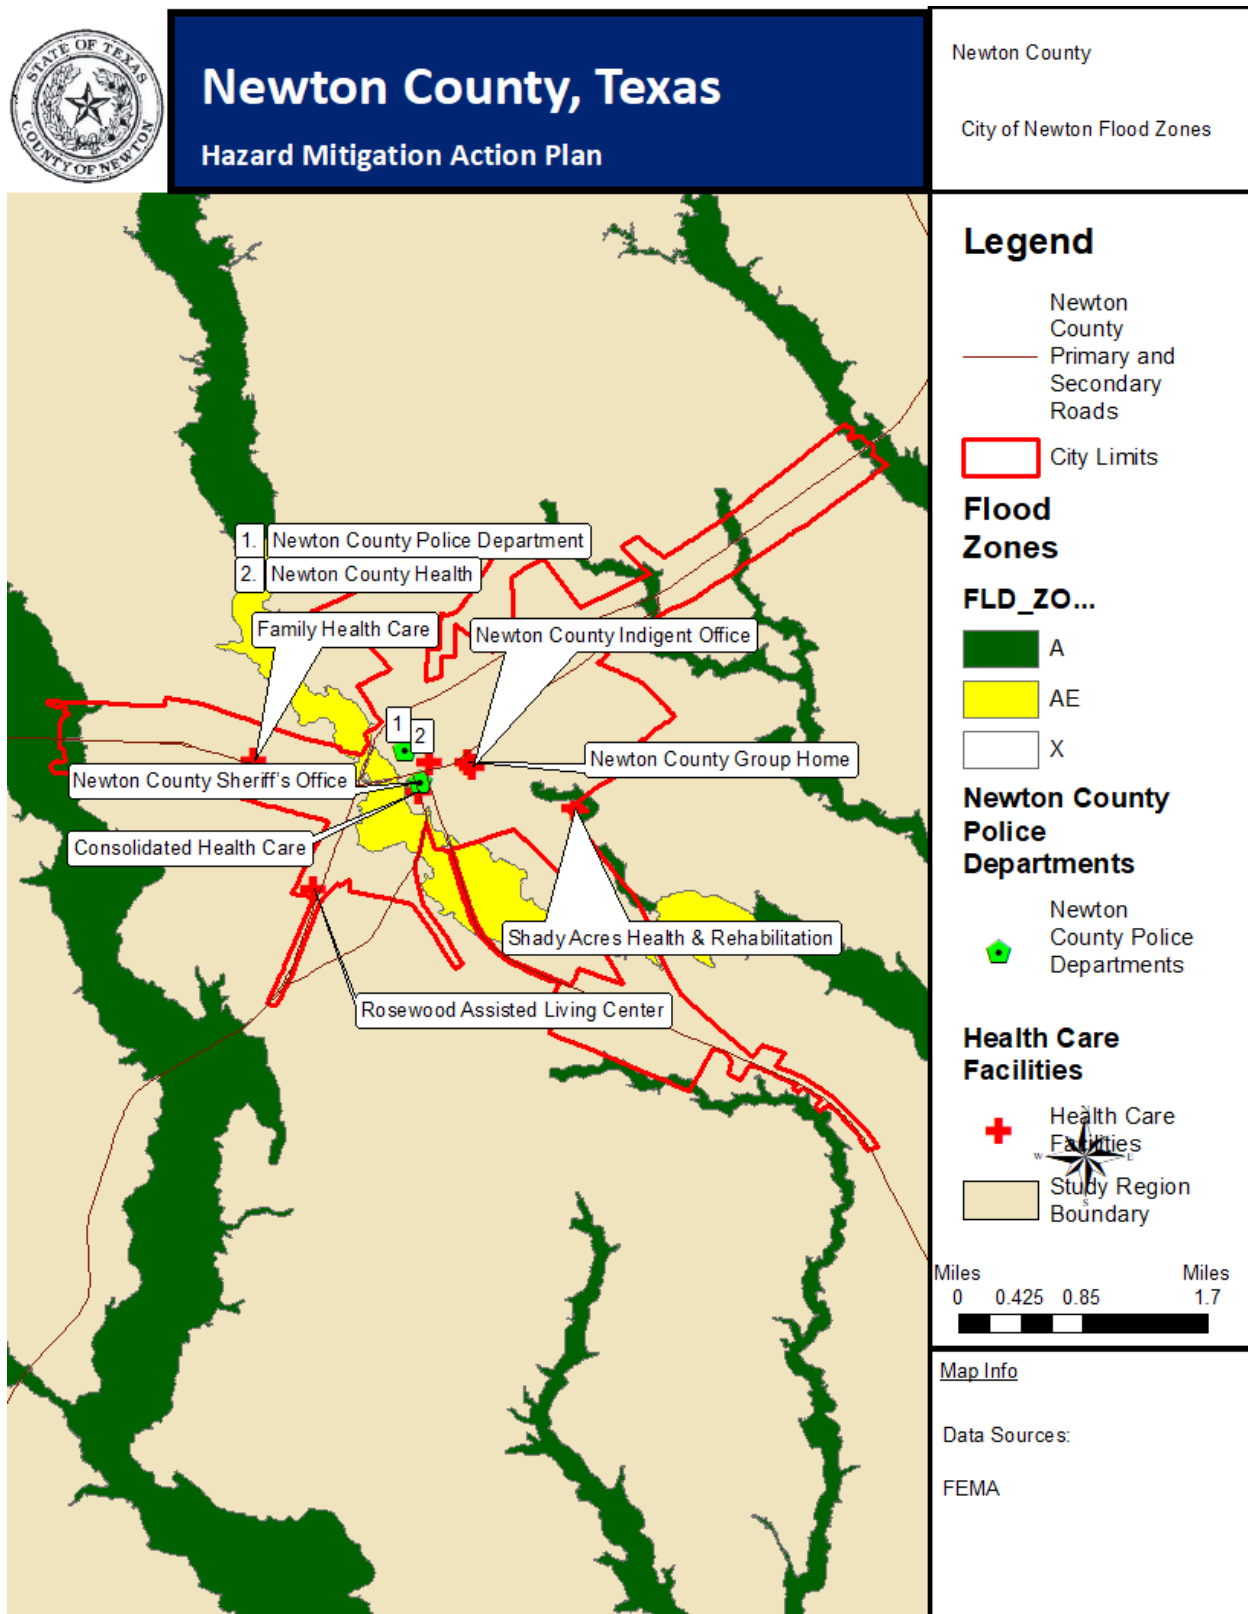 STATE OF TEXAS
COUNTY OF NEWTON
Newton County, Texas
Hazard Mitigation Action Plan
Newton County
City of Newton Flood Zones
1. Newton County Police Department
2. Newton County Health
Family Health Care
Newton County Indigent Office
1
2
Newton County Group Home
Newton County Sheriff's Office
Consolidated Health Care
Shady Acres Health & Rehabilitation
Rosewood Assisted Living Center
Legend
Newton
County
Primary and
Secondary
Roads
City Limits
Flood
Zones
FLD_ZO...
A
AE
X
Newton County
Police
Departments
Newton
County Police
Departments
Health Care
Facilities
Health Care
Facilities
N
W E
S
Study Region
Boundary
Miles Miles
0 0.425 0.85 1.7
Map Info
Data Sources:
FEMA